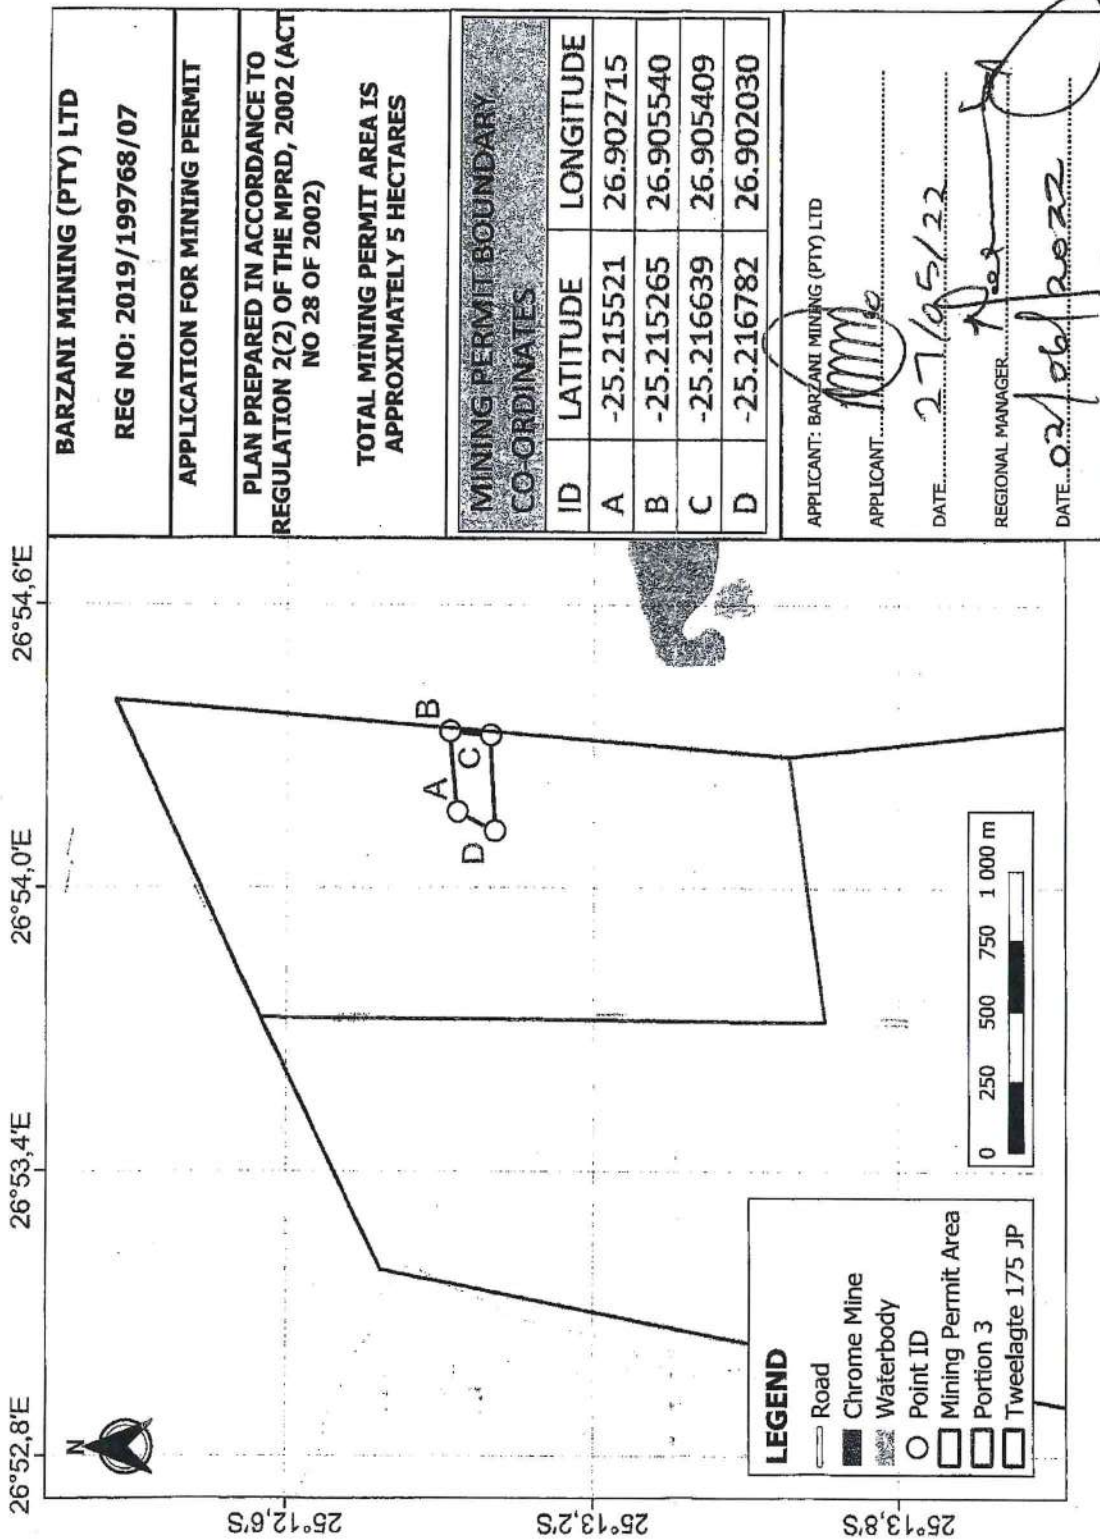 26°52,8'E 26°53,4'E 26°54,0'E 26°54,6'E
N
25°12,6'S
25°13,2'S
25°13,8'S
A
B
C
D
LEGEND
Road
Chrome Mine
Waterbody
Point ID
Mining Permit Area
Portion 3
Tweelagte 175 JP
0 250 500 750 1 000 m
BARZANI MINING (PTY) LTD
REG NO: 2019/199768/07
APPLICATION FOR MINING PERMIT
PLAN PREPARED IN ACCORDANCE TO
REGULATION 2(2) OF THE MPRD, 2002 (ACT
NO 28 OF 2002)
TOTAL MINING PERMIT AREA IS
APPROXIMATELY 5 HECTARES
MINING PERMIT BOUNDARY
CO-ORDINATES
ID LATITUDE LONGITUDE
A -25.215521 26.902715
B -25.215265 26.905540
C -25.216639 26.905409
D -25.216782 26.902030
APPLICANT: BARZANI MINING (PTY) LTD
APPLICANT
DATE 27/05/22
REGIONAL MANAGER
DATE 02/06/2022